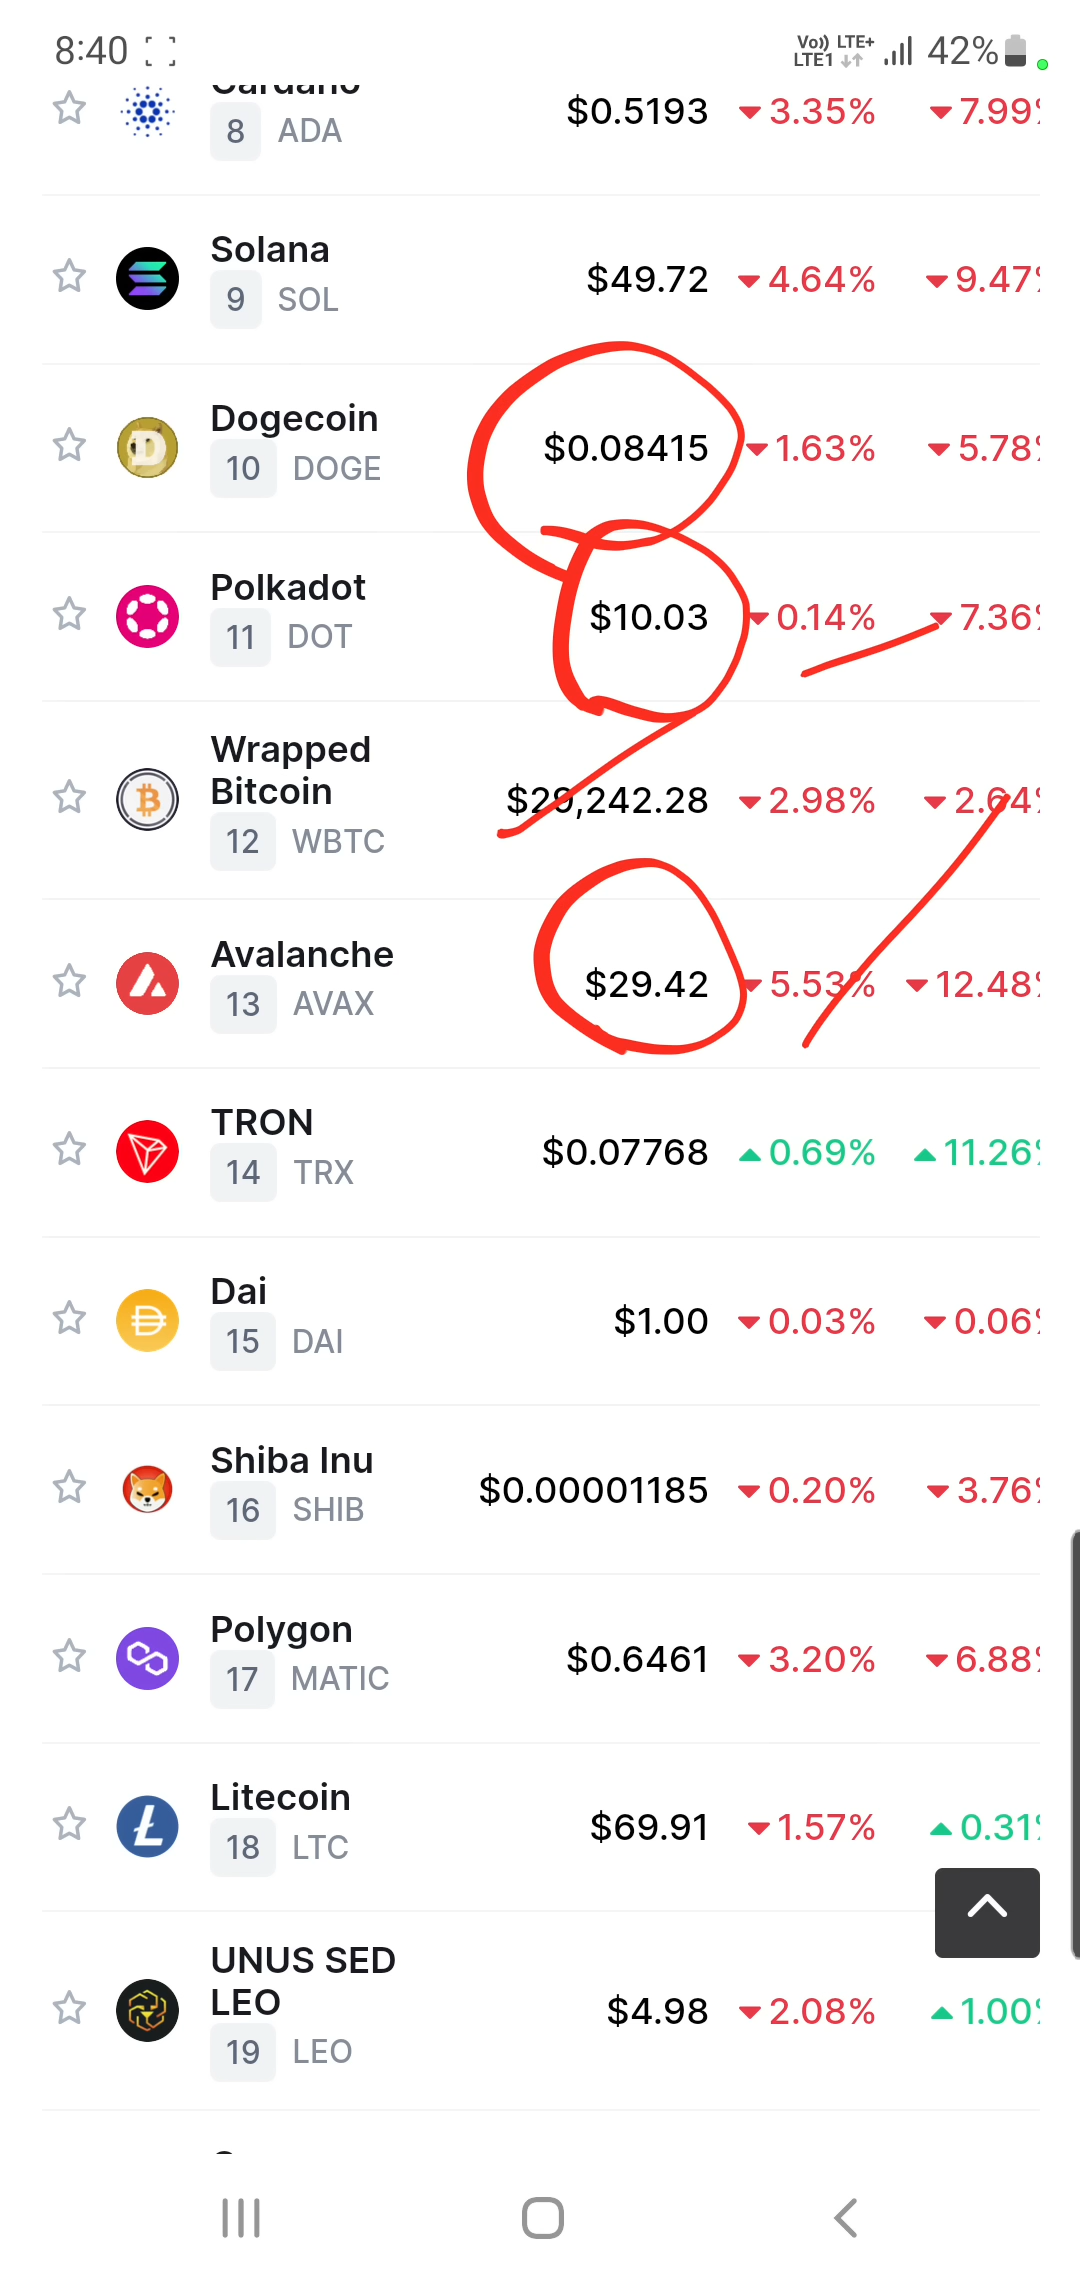 8:40 Vo)) LTE+ LTE1 42%
Cardano
8 ADA $0.5193 3.35% 7.99%
Solana
9 SOL $49.72 4.64% 9.47%
Dogecoin
10 DOGE $0.08415 1.63% 5.78%
Polkadot
11 DOT $10.03 0.14% 7.36%
Wrapped
Bitcoin
12 WBTC $29,242.28 2.98% 2.64%
Avalanche
13 AVAX $29.42 5.53% 12.48%
TRON
14 TRX $0.07768 0.69% 11.26%
Dai
15 DAI $1.00 0.03% 0.06%
Shiba Inu
16 SHIB $0.00001185 0.20% 3.76%
Polygon
17 MATIC $0.6461 3.20% 6.88%
Litecoin
18 LTC $69.91 1.57% 0.31%
UNUS SED
LEO
19 LEO $4.98 2.08% 1.00%